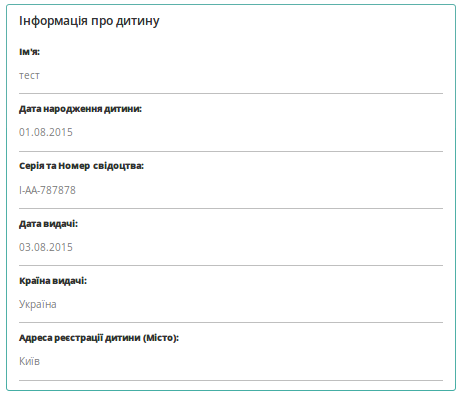 Інформація про дитину
Ім'я:
тест
Дата народження дитини:
01.08.2015
Серія та Номер свідоцтва:
І-АА-787878
Дата видачі:
03.08.2015
Країна видачі:
Україна
Адреса реєстрації дитини (Місто):
Київ